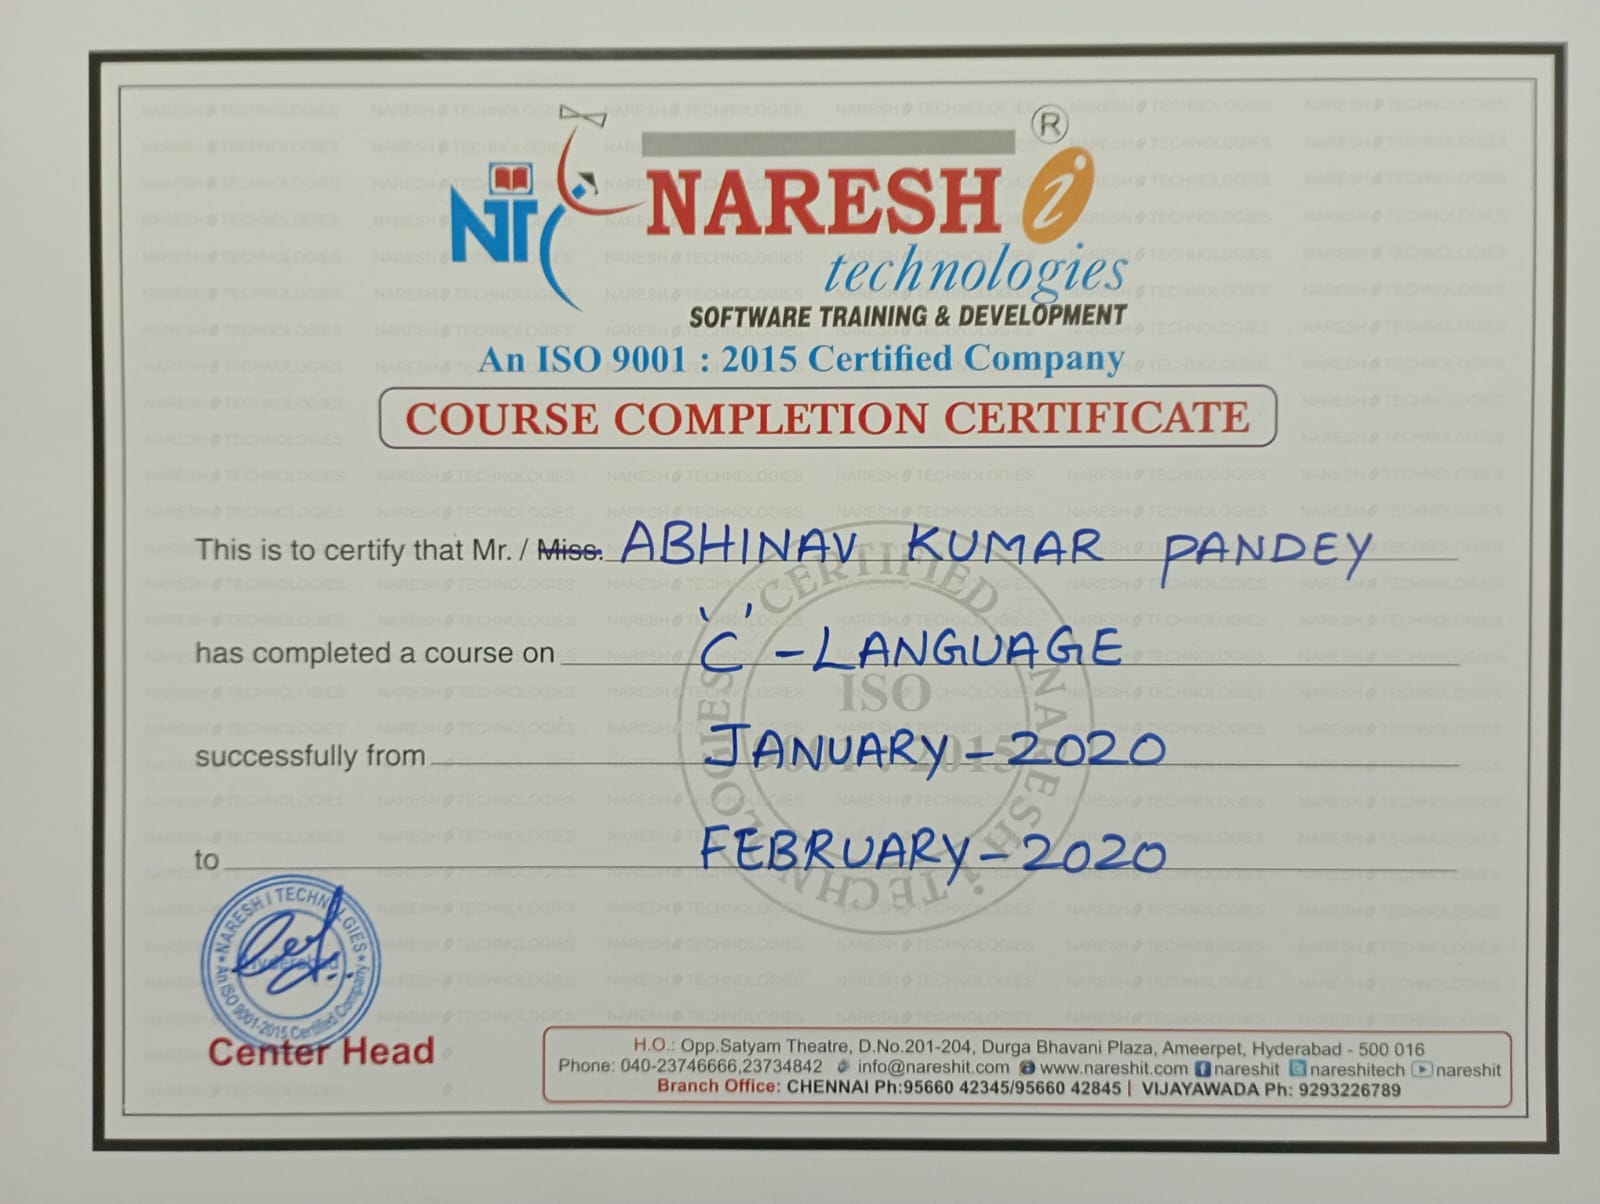 ®
NT
NARESH i
technologies
SOFTWARE TRAINING & DEVELOPMENT
An ISO 9001 : 2015 Certified Company
COURSE COMPLETION CERTIFICATE
This is to certify that Mr. / Miss. ABHINAV KUMAR PANDEY
has completed a course on 'C' - LANGUAGE
successfully from JANUARY - 2020
to FEBRUARY - 2020
CERTIFIED NARESH i TECHNOLOGIES
ISO
9001 : 2015
NARESH I TECHNOLOGIES
Hyderabad
An ISO 9001-2015 Certified Company
Center Head
H.O.: Opp.Satyam Theatre, D.No.201-204, Durga Bhavani Plaza, Ameerpet, Hyderabad - 500 016
Phone: 040-23746666,23734842 info@nareshit.com www.nareshit.com nareshit nareshitech nareshit
Branch Office: CHENNAI Ph:95660 42345/95660 42845 | VIJAYAWADA Ph: 9293226789